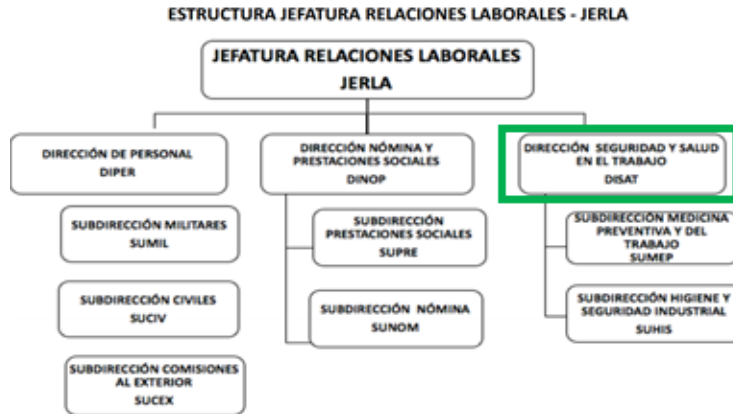 ESTRUCTURA JEFATURA RELACIONES LABORALES - JERLA
JEFATURA RELACIONES LABORALES
JERLA
DIRECCIÓN DE PERSONAL
DIPER
SUBDIRECCIÓN MILITARES
SUMIL
SUBDIRECCIÓN CIVILES
SUCIV
SUBDIRECCIÓN COMISIONES
AL EXTERIOR
SUCEX
DIRECCIÓN NÓMINA Y
PRESTACIONES SOCIALES
DINOP
SUBDIRECCIÓN
PRESTACIONES SOCIALES
SUPRE
SUBDIRECCIÓN NÓMINA
SUNOM
DIRECCIÓN SEGURIDAD Y SALUD
EN EL TRABAJO
DISAT
SUBDIRECCIÓN MEDICINA
PREVENTIVA Y DEL
TRABAJO
SUMEP
SUBDIRECCIÓN HIGIENE Y
SEGURIDAD INDUSTRIAL
SUHIS